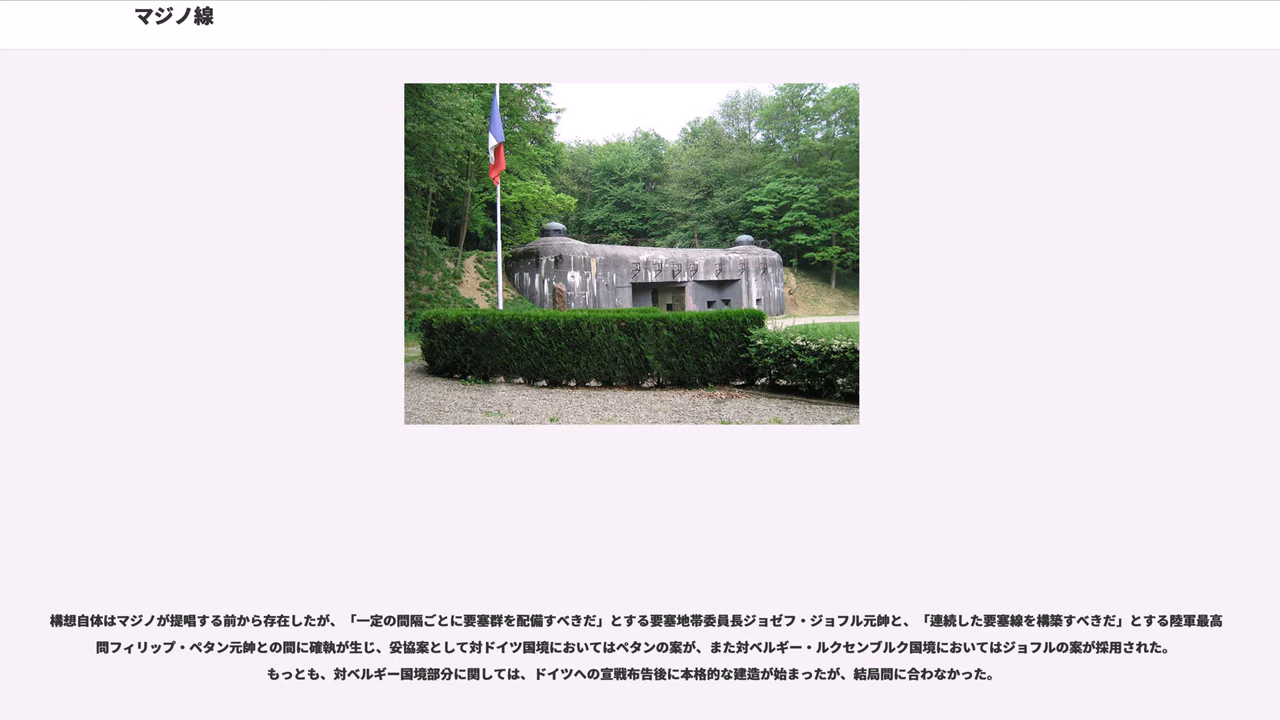 マジノ線
構想自体はマジノが提唱する前から存在したが、「一定の間隔ごとに要塞群を配備すべきだ」とする要塞地帯委員長ジョゼフ・ジョフル元帥と、「連続した要塞線を構築すべきだ」とする陸軍最高
問フィリップ・ペタン元帥との間に確執が生じ、妥協案として対ドイツ国境においてはペタンの案が、また対ベルギー・ルクセンブルク国境においてはジョフルの案が採用された。
もっとも、対ベルギー国境部分に関しては、ドイツへの宣戦布告後に本格的な建造が始まったが、結局間に合わなかった。